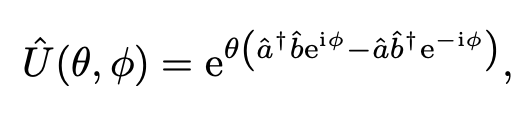 Û(θ, ϕ) = e^{θ(â†b̂e^{iϕ} − âb̂†e^{−iϕ})},